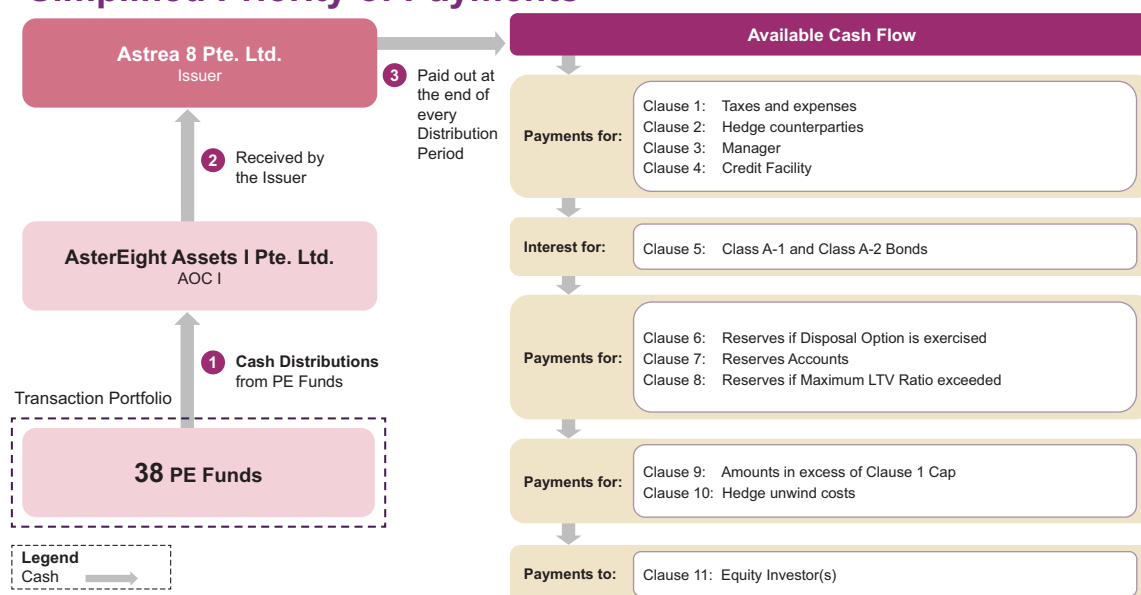 Simplified Priority of Payments
Astrea 8 Pte. Ltd.
Issuer
3 Paid out at
the end of
every
Distribution
Period
2 Received by
the Issuer
AsterEight Assets I Pte. Ltd.
AOC I
1 Cash Distributions
from PE Funds
Transaction Portfolio
38 PE Funds
Legend
Cash
Available Cash Flow
Payments for:
Clause 1: Taxes and expenses
Clause 2: Hedge counterparties
Clause 3: Manager
Clause 4: Credit Facility
Interest for:
Clause 5: Class A-1 and Class A-2 Bonds
Payments for:
Clause 6: Reserves if Disposal Option is exercised
Clause 7: Reserves Accounts
Clause 8: Reserves if Maximum LTV Ratio exceeded
Payments for:
Clause 9: Amounts in excess of Clause 1 Cap
Clause 10: Hedge unwind costs
Payments to:
Clause 11: Equity Investor(s)